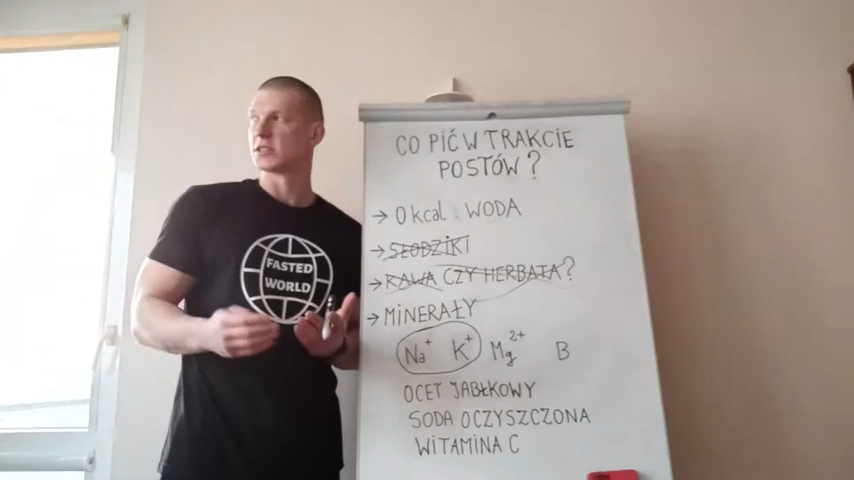 CO PIĆ W TRAKCIE
POSTÓW?
→ 0 kcal : WODA
→ SŁODZIKI
→ KAWA CZY HERBATA?
→ MINERAŁY
Na⁺ K⁺ Mg²⁺ B
OCET JABŁKOWY
SODA OCZYSZCZONA
WITAMINA C
FASTED
WORLD